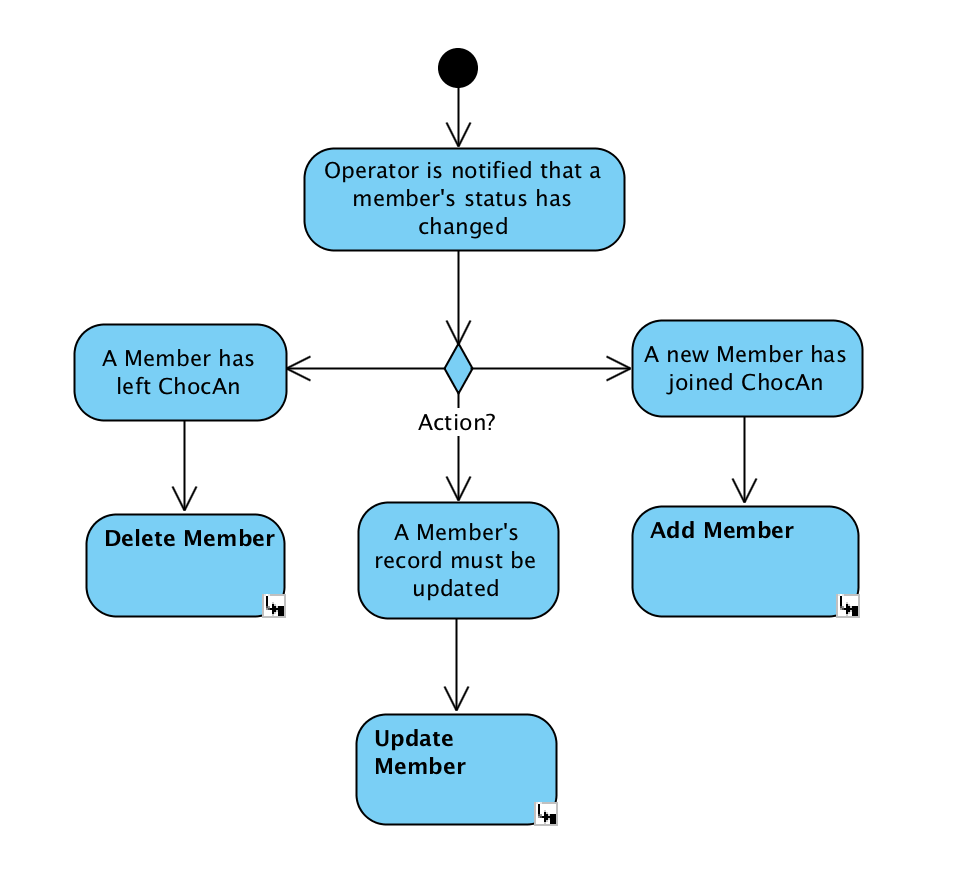 Operator is notified that a
member's status has
changed
A Member has
left ChocAn
A new Member has
joined ChocAn
Action?
Delete Member
A Member's
record must be
updated
Add Member
Update
Member